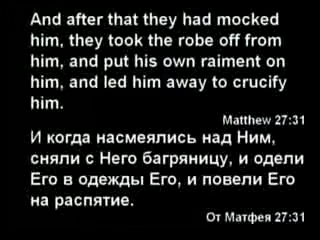 And after that they had mocked
him, they took the robe off from
him, and put his own raiment on
him, and led him away to crucify
him.
Matthew 27:31
И когда насмеялись над Ним,
сняли с Него багряницу, и одели
Его в одежды Его, и повели Его
на распятие.
От Матфея 27:31